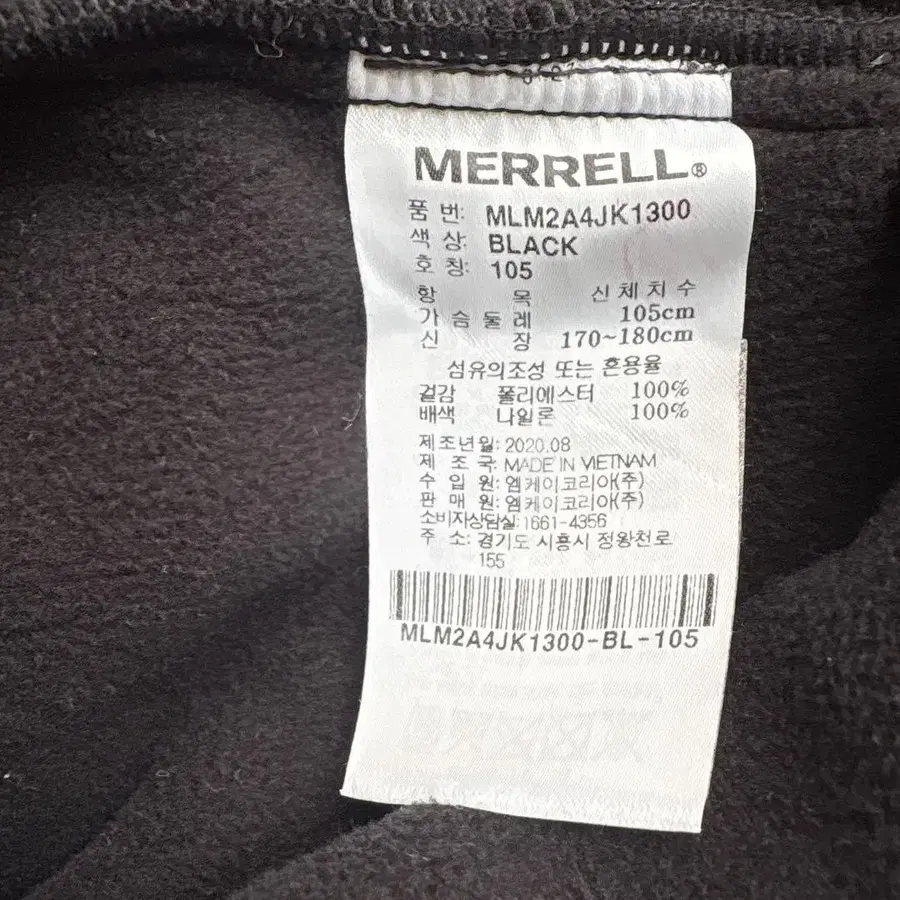 MERRELL®
품 번: MLM2A4JK1300
색 상: BLACK
호 칭: 105
항 목 신 체 치 수
가 슴 둘 레 105cm
신 장 170~180cm
섬유의조성 또는 혼용율
겉감 폴리에스터 100%
배색 나일론 100%
제조년월: 2020.08
제 조 국: MADE IN VIETNAM
수 입 원: 엠케이코리아(주)
판 매 원: 엠케이코리아(주)
소비자상담실: 1661-4356
주 소: 경기도 시흥시 정왕천로
155
MLM2A4JK1300-BL-105